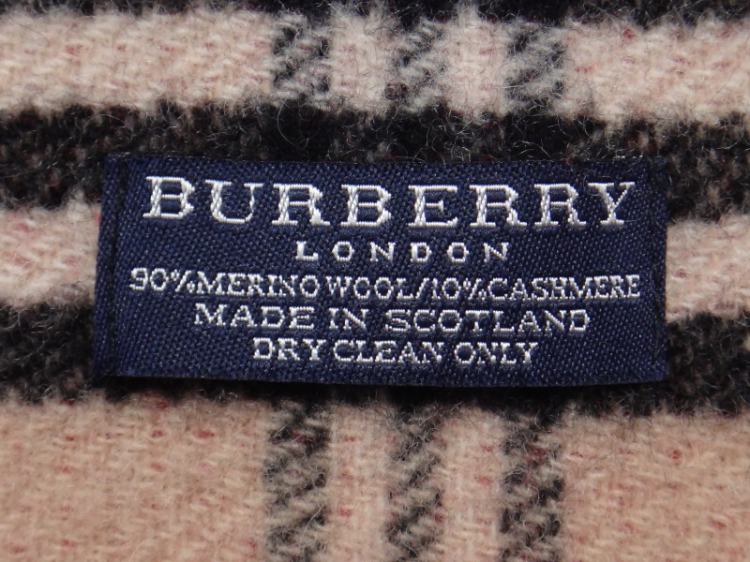 BURBERRY
LONDON
90%MERINO WOOL/10%CASHMERE
MADE IN SCOTLAND
DRY CLEAN ONLY